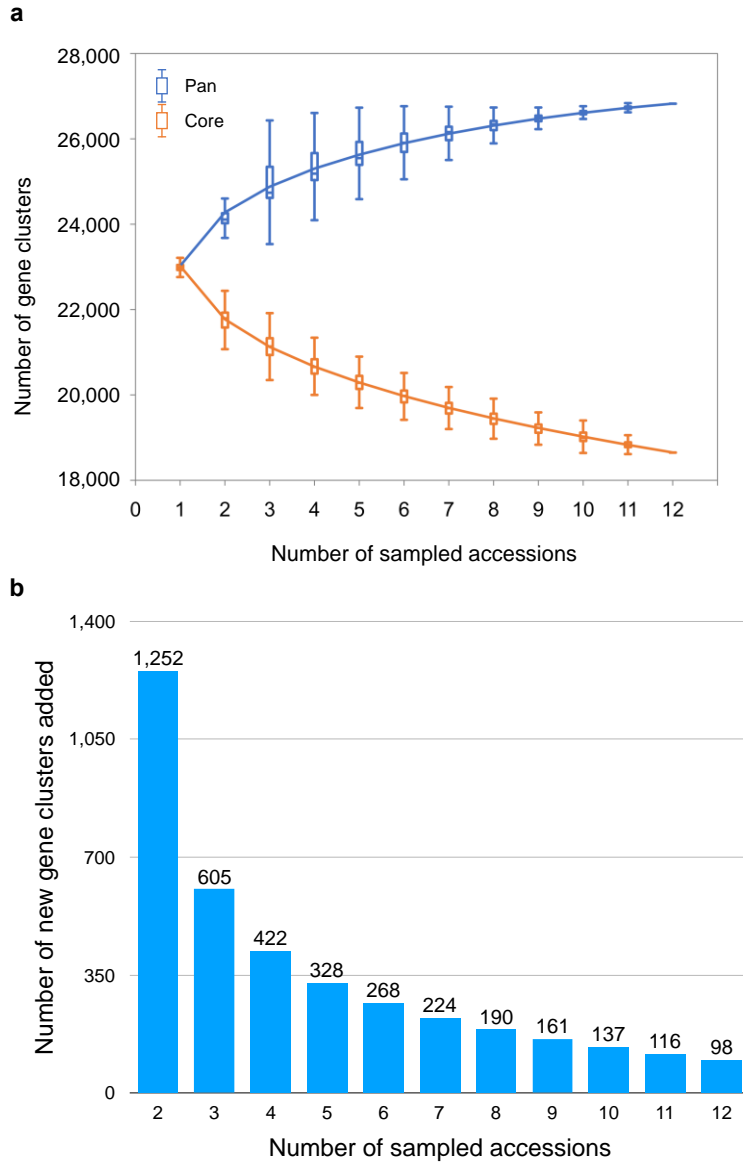 a
28,000
26,000
24,000
22,000
20,000
18,000
Number of gene clusters
Pan
Core
0 1 2 3 4 5 6 7 8 9 10 11 12
Number of sampled accessions
b
1,400
1,050
700
350
0
Number of new gene clusters added
1,252
605
422
328
268
224
190
161
137
116
98
2 3 4 5 6 7 8 9 10 11 12
Number of sampled accessions